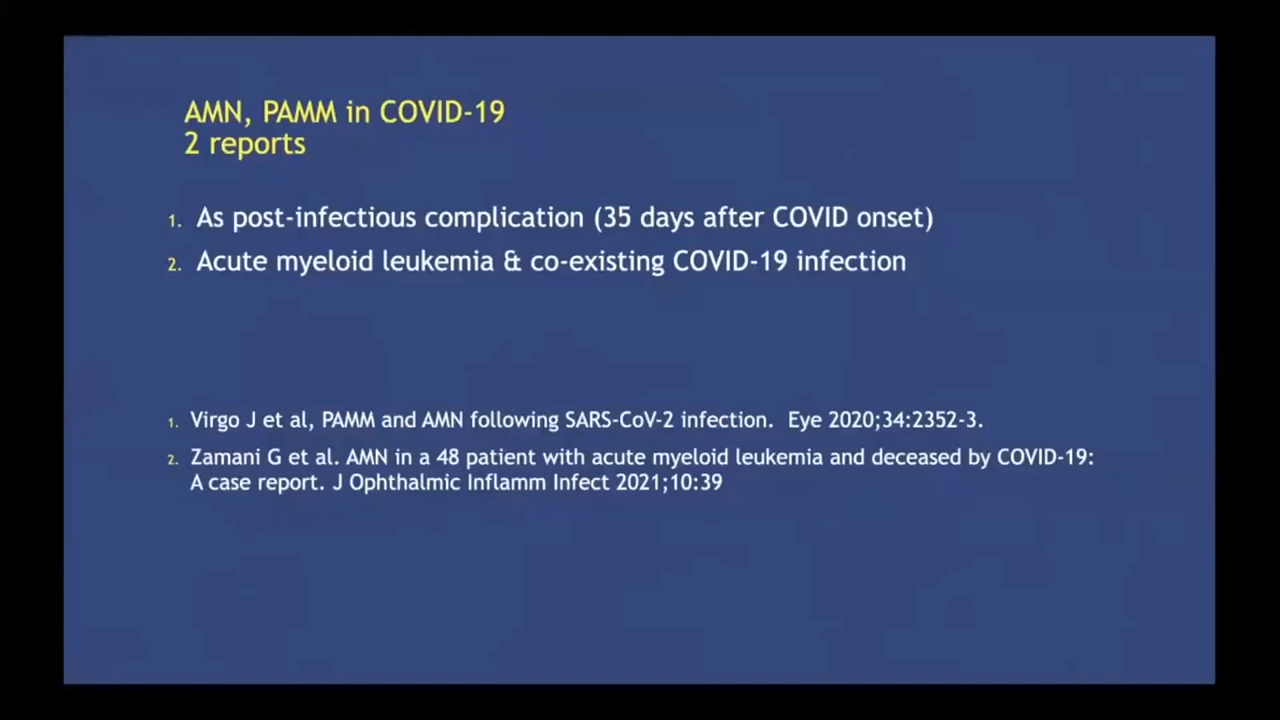 AMN, PAMM in COVID-19
2 reports
1. As post-infectious complication (35 days after COVID onset)
2. Acute myeloid leukemia & co-existing COVID-19 infection
1. Virgo J et al, PAMM and AMN following SARS-CoV-2 infection.  Eye 2020;34:2352-3.
2. Zamani G et al. AMN in a 48 patient with acute myeloid leukemia and deceased by COVID-19:
A case report. J Ophthalmic Inflamm Infect 2021;10:39